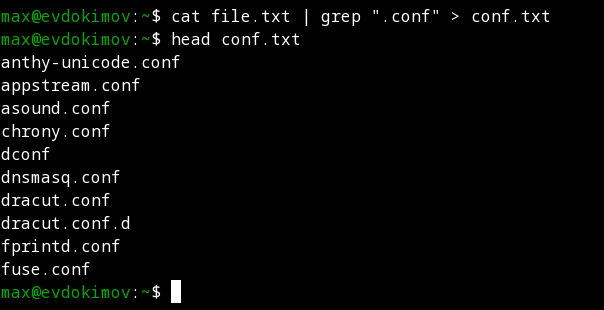 max@evdokimov:~$ cat file.txt | grep ".conf" > conf.txt
max@evdokimov:~$ head conf.txt
anthy-unicode.conf
appstream.conf
asound.conf
chrony.conf
dconf
dnsmasq.conf
dracut.conf
dracut.conf.d
fprintd.conf
fuse.conf
max@evdokimov:~$